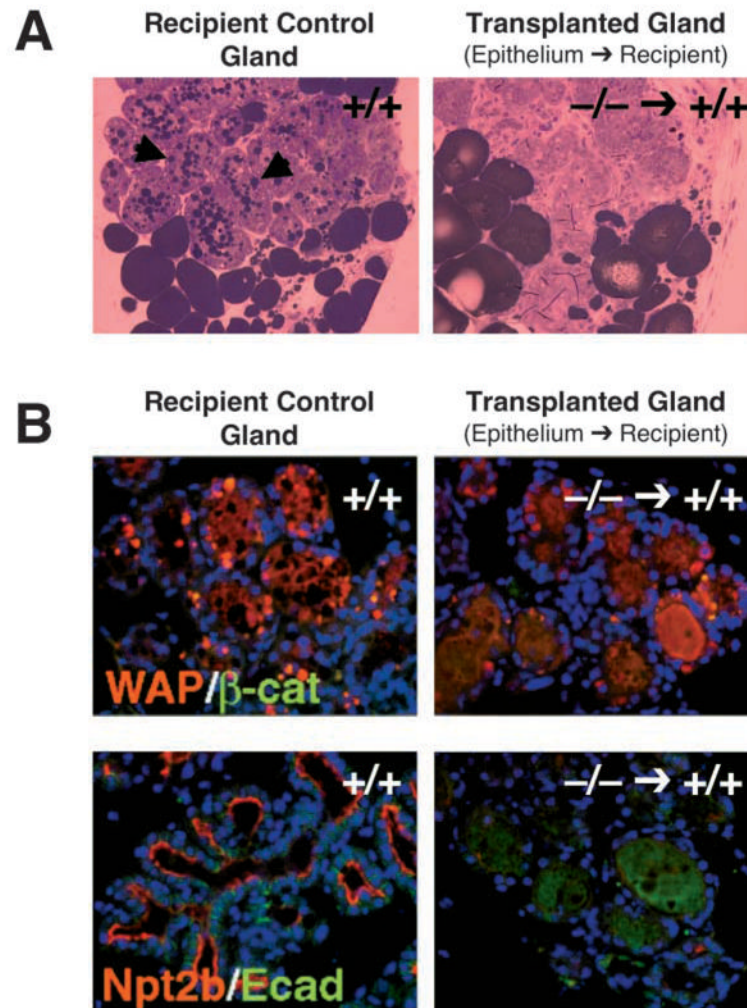 A
Recipient Control
Gland
Transplanted Gland
(Epithelium ➔ Recipient)
+/+
−/− ➔ +/+
B
Recipient Control
Gland
Transplanted Gland
(Epithelium ➔ Recipient)
+/+
−/− ➔ +/+
WAP/β-cat
+/+
−/− ➔ +/+
Npt2b/Ecad